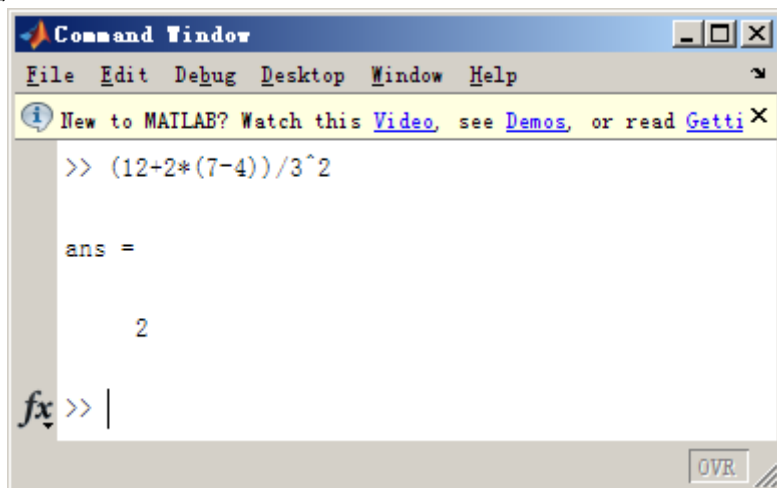 Command Window
File Edit Debug Desktop Window Help
New to MATLAB? Watch this Video, see Demos, or read Getti
>> (12+2*(7-4))/3^2
ans =
2
fx >>
OVR